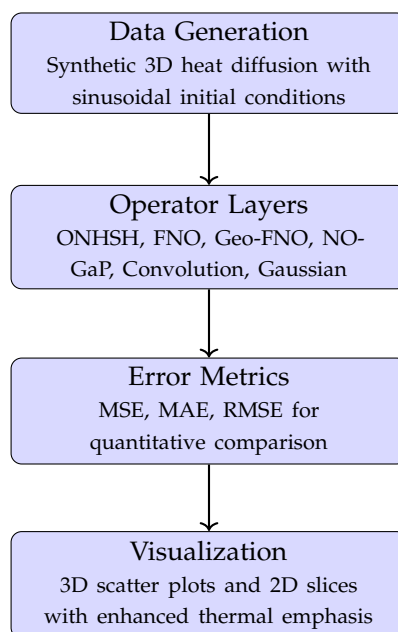 Data Generation
Synthetic 3D heat diffusion with
sinusoidal initial conditions
Operator Layers
ONHSH, FNO, Geo-FNO, NO-
GaP, Convolution, Gaussian
Error Metrics
MSE, MAE, RMSE for
quantitative comparison
Visualization
3D scatter plots and 2D slices
with enhanced thermal emphasis